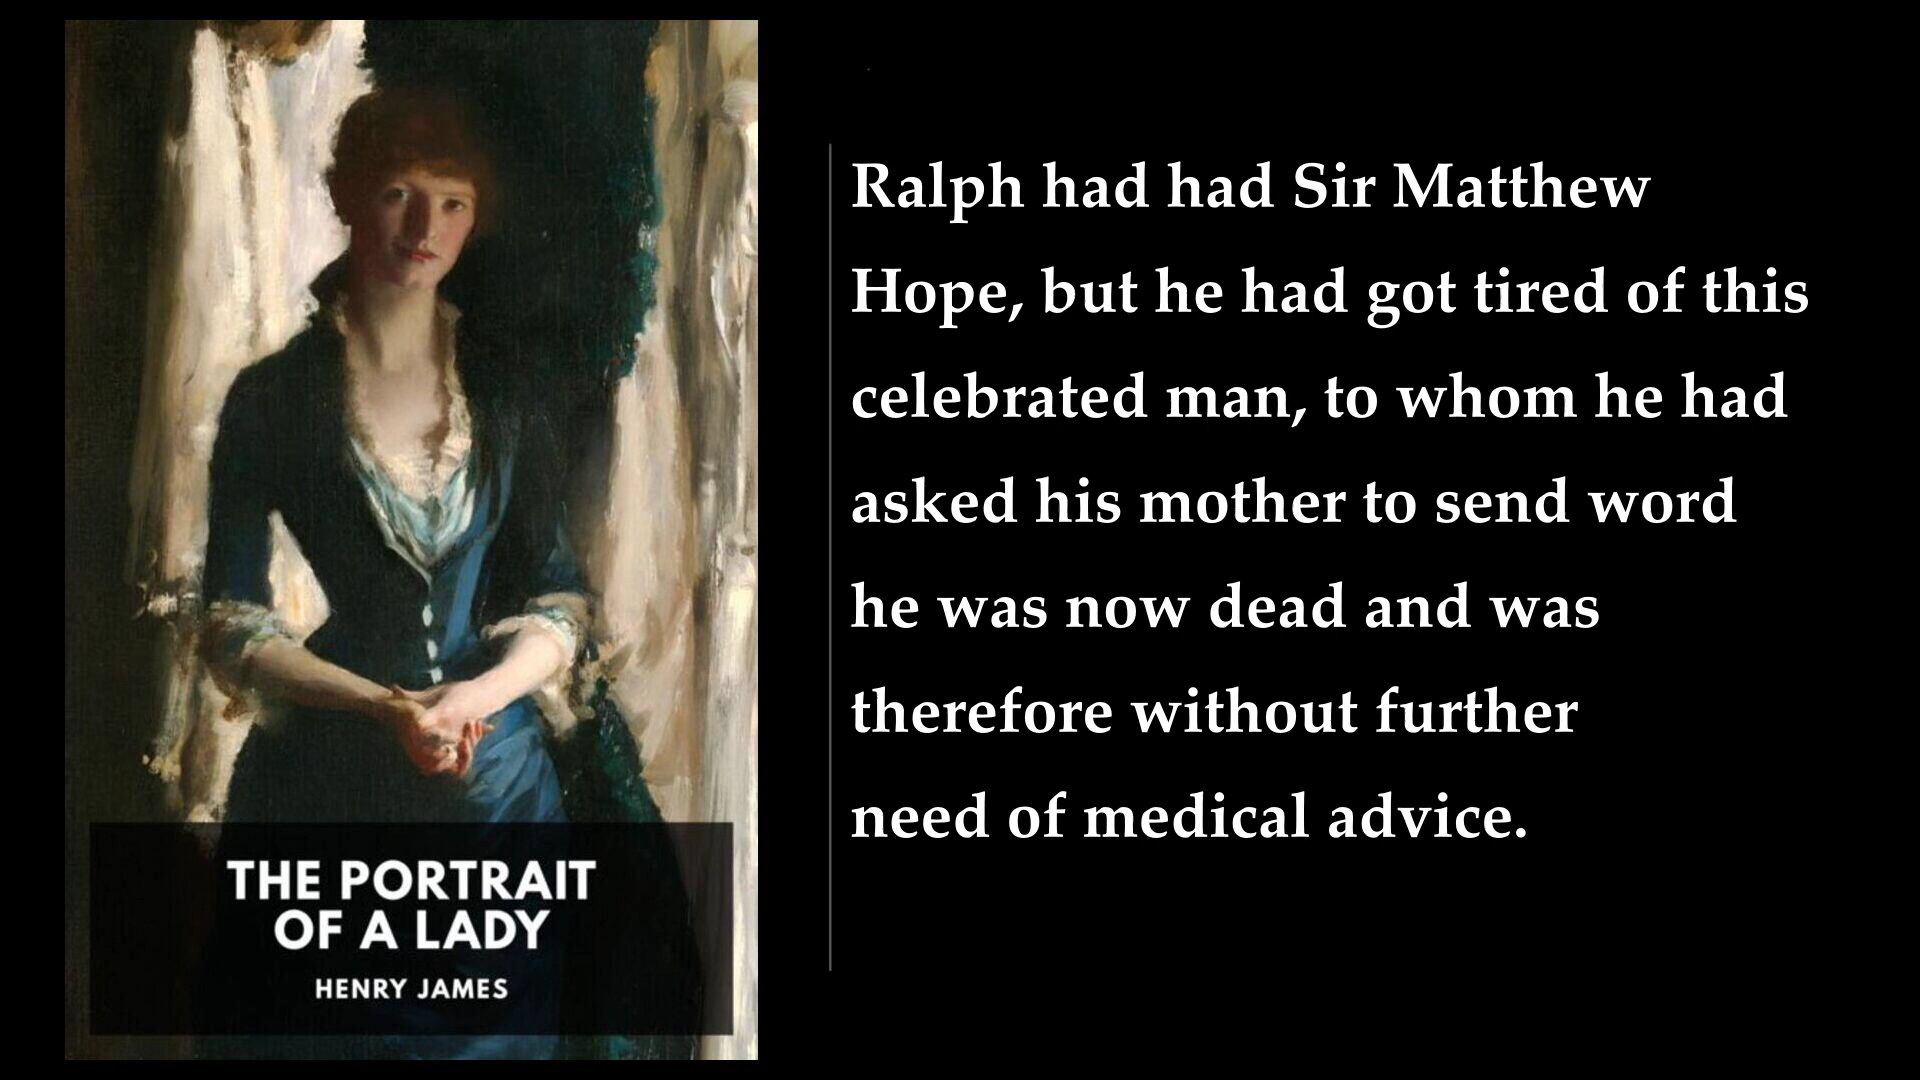 THE PORTRAIT
OF A LADY
HENRY JAMES
Ralph had had Sir Matthew
Hope, but he had got tired of this
celebrated man, to whom he had
asked his mother to send word
he was now dead and was
therefore without further
need of medical advice.